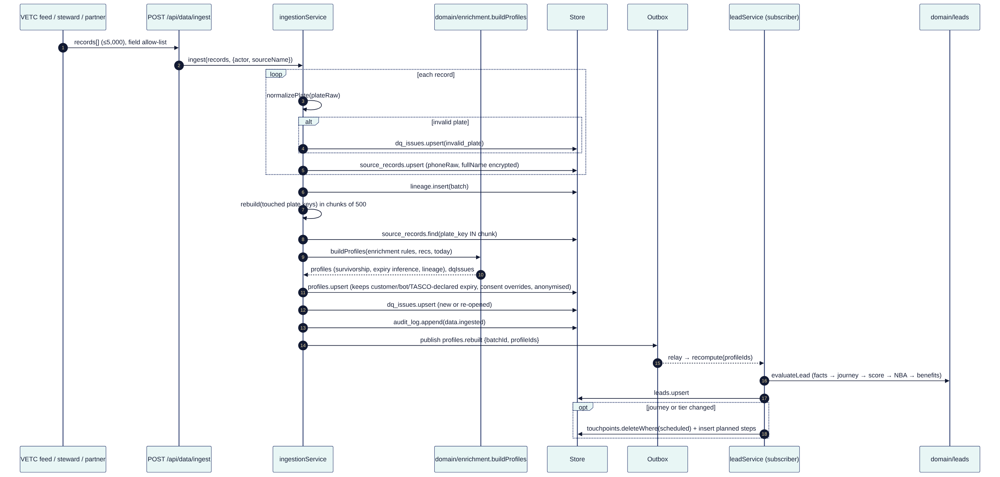 VETC feed / steward / partner
POST /api/data/ingest
ingestionService
domain/enrichment.buildProfiles
Store
Outbox
leadService (subscriber)
domain/leads
records[] (≤5,000), field allow-list
1
ingest(records, {actor, sourceName})
2
loop
[each record]
normalizePlate(plateRaw)
3
alt
[invalid plate]
dq_issues.upsert(invalid_plate)
4
source_records.upsert (phoneRaw, fullName encrypted)
5
lineage.insert(batch)
6
rebuild(touched plate keys) in chunks of 500
7
source_records.find(plate_key IN chunk)
8
buildProfiles(enrichment rules, recs, today)
9
profiles (survivorship, expiry inference, lineage), dqIssues
10
profiles.upsert (keeps customer/bot/TASCO-declared expiry, consent overrides, anonymised)
11
dq_issues.upsert (new or re-opened)
12
audit_log.append(data.ingested)
13
publish profiles.rebuilt {batchId, profileIds}
14
relay → recompute(profileIds)
15
evaluateLead (facts → journey → score → NBA → benefits)
16
leads.upsert
17
opt
[journey or tier changed]
touchpoints.deleteWhere(scheduled) + insert planned steps
18
VETC feed / steward / partner
POST /api/data/ingest
ingestionService
domain/enrichment.buildProfiles
Store
Outbox
leadService (subscriber)
domain/leads